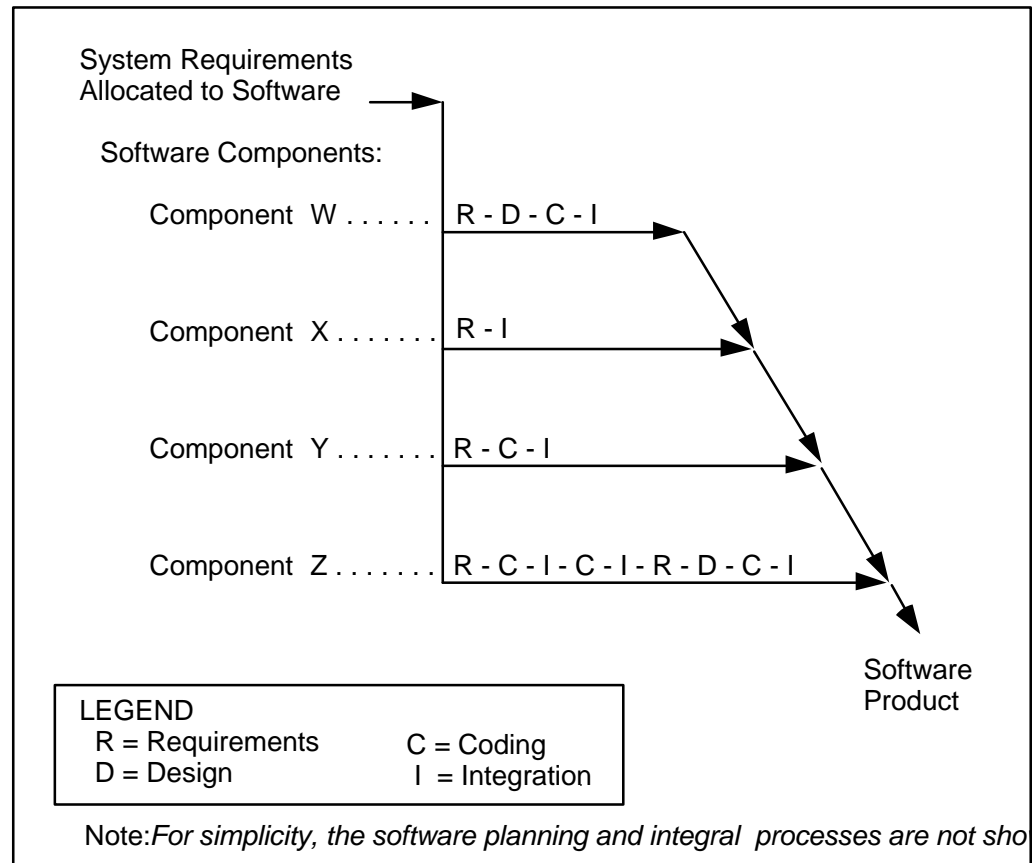 System Requirements
Allocated to Software
Software Components:
Component W . . . . . . R - D - C - I
Component X . . . . . . . R - I
Component Y . . . . . . . R - C - I
Component Z . . . . . . . R - C - I - C - I - R - D - C - I
Software
Product
LEGEND
R = Requirements C = Coding
D = Design I = Integration
Note:For simplicity, the software planning and integral processes are not